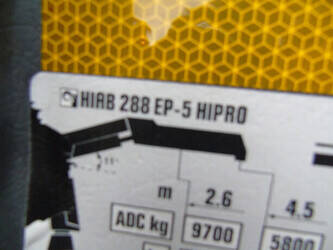 HIAB 288 EP-5 HIPRO
m 2.6 4.5
ADC kg 9700 5800